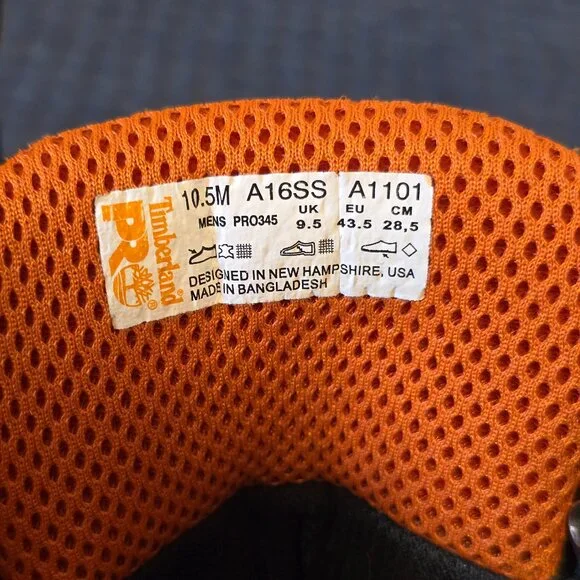 Timberland
PRO®
10.5M A16SS A1101
MENS PRO345 UK 9.5 EU 43.5 CM 28,5
DESIGNED IN NEW HAMPSHIRE, USA
MADE IN BANGLADESH